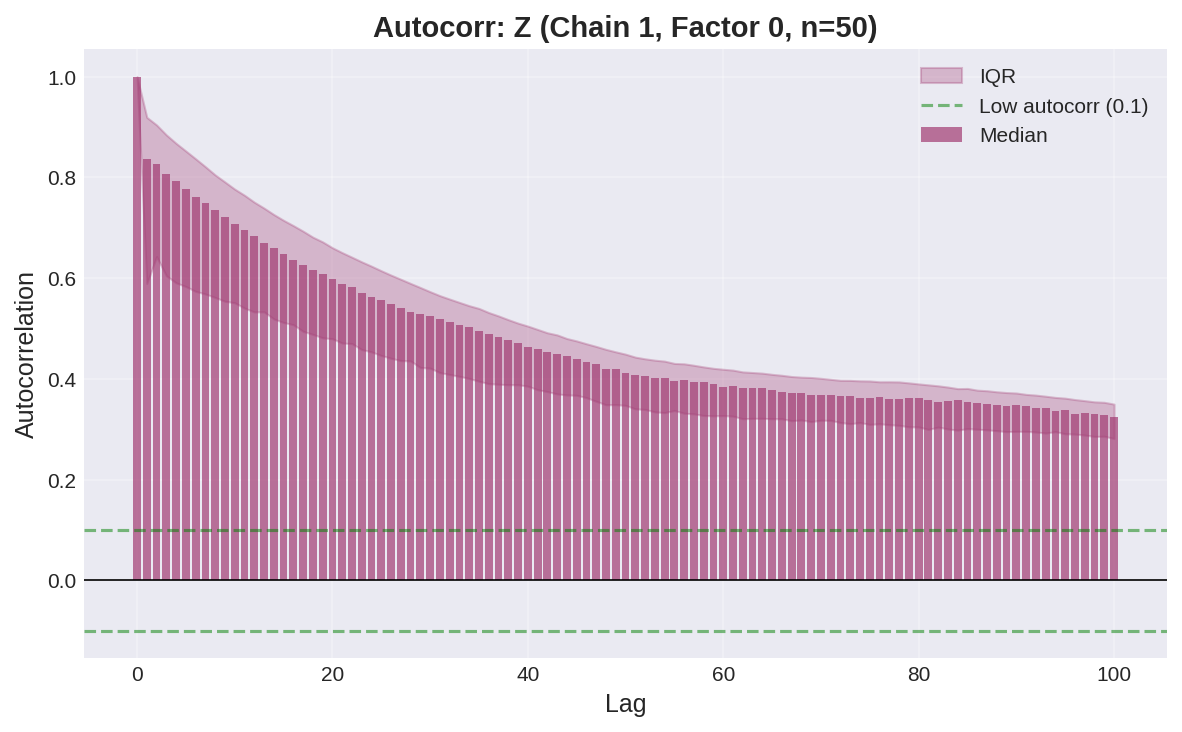 Autocorr: Z (Chain 1, Factor 0, n=50)
IQR
Low autocorr (0.1)
Median
Autocorrelation
1.0
0.8
0.6
0.4
0.2
0.0
0 20 40 60 80 100
Lag